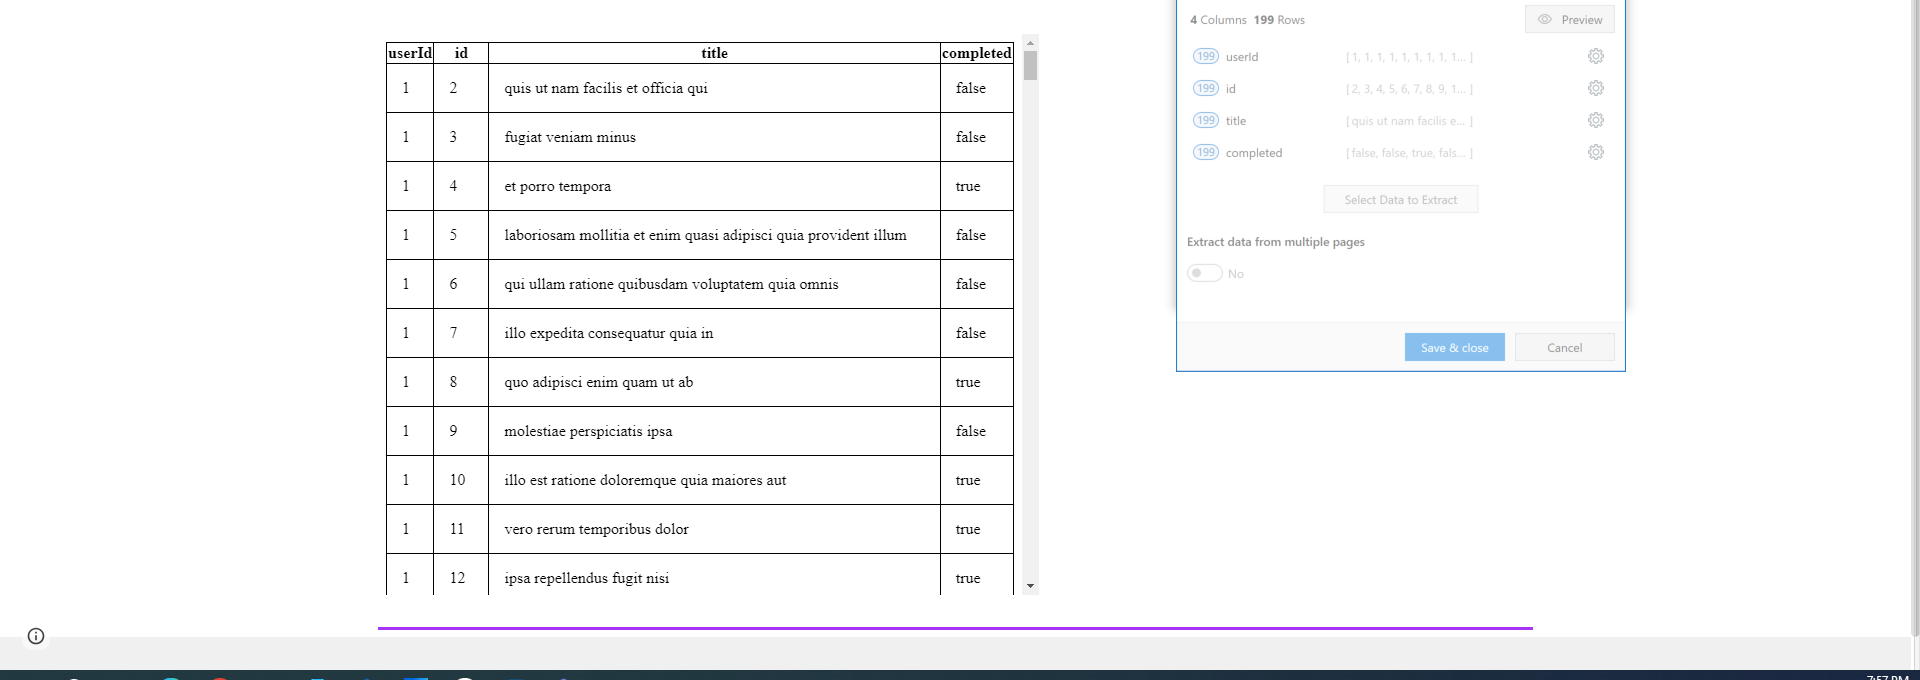 userId id title completed
1 2 quis ut nam facilis et officia qui false
1 3 fugiat veniam minus false
1 4 et porro tempora true
1 5 laboriosam mollitia et enim quasi adipisci quia provident illum false
1 6 qui ullam ratione quibusdam voluptatem quia omnis false
1 7 illo expedita consequatur quia in false
1 8 quo adipisci enim quam ut ab true
1 9 molestiae perspiciatis ipsa false
1 10 illo est ratione doloremque quia maiores aut true
1 11 vero rerum temporibus dolor true
1 12 ipsa repellendus fugit nisi true
4 Columns 199 Rows
Preview
199 userId [ 1, 1, 1, 1, 1, 1, 1, 1, 1... ]
199 id [ 2, 3, 4, 5, 6, 7, 8, 9, 1... ]
199 title [ quis ut nam facilis e... ]
199 completed [ false, false, true, fals... ]
Select Data to Extract
Extract data from multiple pages
No
Save & close Cancel
7:57 PM